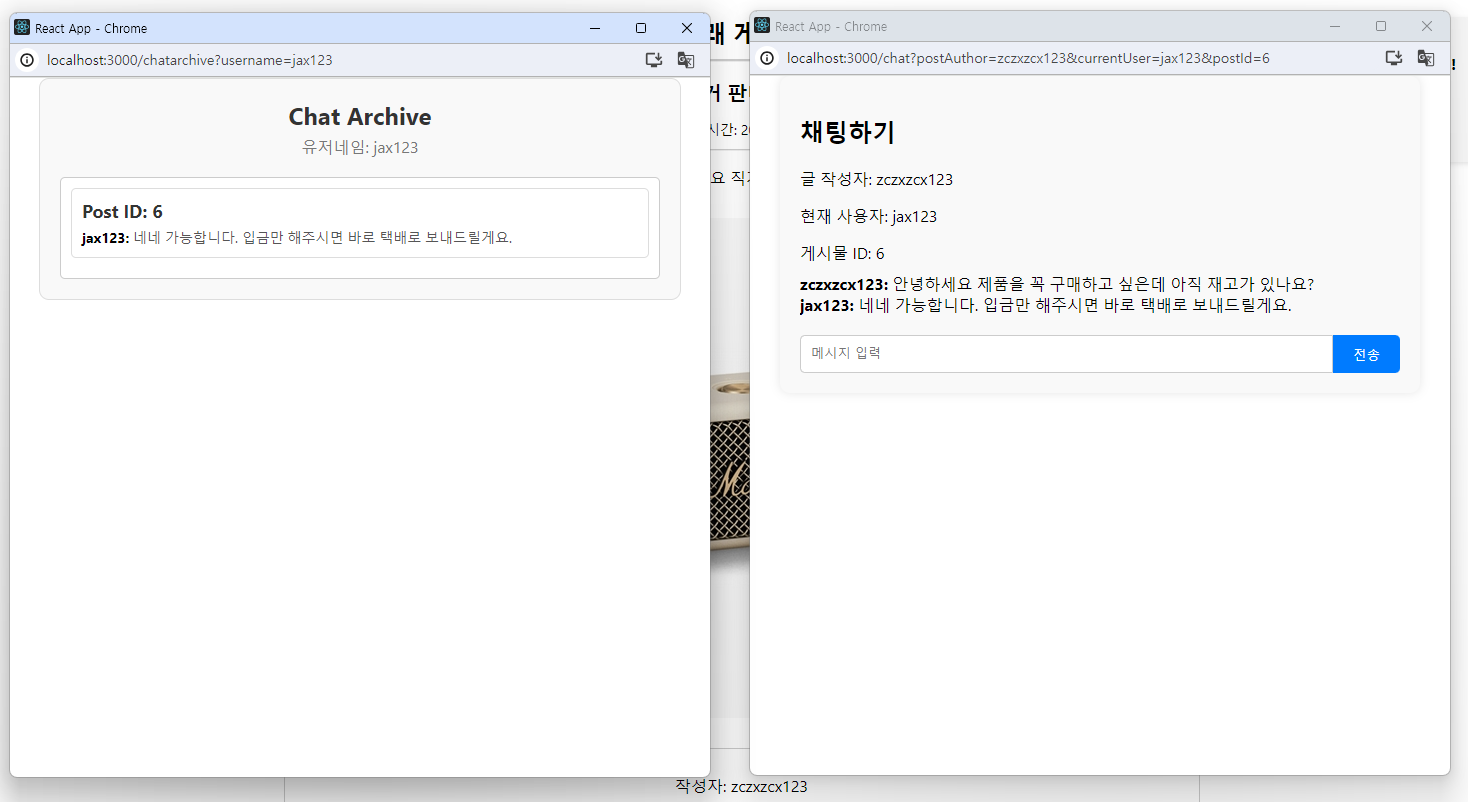 React App - Chrome
localhost:3000/chatarchive?username=jax123
Chat Archive
유저네임: jax123
Post ID: 6
jax123: 네네 가능합니다. 입금만 해주시면 바로 택배로 보내드릴게요.
매 게
거 판매
시간: 20
요 직거
React App - Chrome
localhost:3000/chat?postAuthor=zczxzcx123&currentUser=jax123&postId=6
!
채팅하기
글 작성자: zczxzcx123
현재 사용자: jax123
게시물 ID: 6
zczxzcx123: 안녕하세요 제품을 꼭 구매하고 싶은데 아직 재고가 있나요?
jax123: 네네 가능합니다. 입금만 해주시면 바로 택배로 보내드릴게요.
메시지 입력
전송
작성자: zczxzcx123